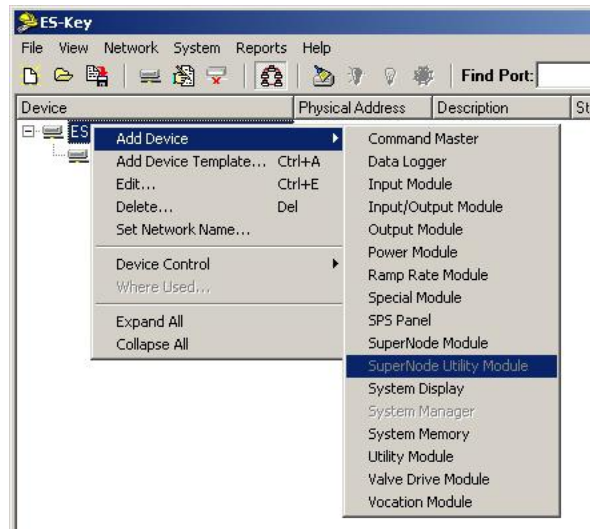 ES-Key
File View Network System Reports Help
Find Port:
Device Physical Address Description St
ES
Add Device
Add Device Template... Ctrl+A
Edit... Ctrl+E
Delete... Del
Set Network Name...
Device Control
Where Used...
Expand All
Collapse All
Command Master
Data Logger
Input Module
Input/Output Module
Output Module
Power Module
Ramp Rate Module
Special Module
SPS Panel
SuperNode Module
SuperNode Utility Module
System Display
System Manager
System Memory
Utility Module
Valve Drive Module
Vocation Module